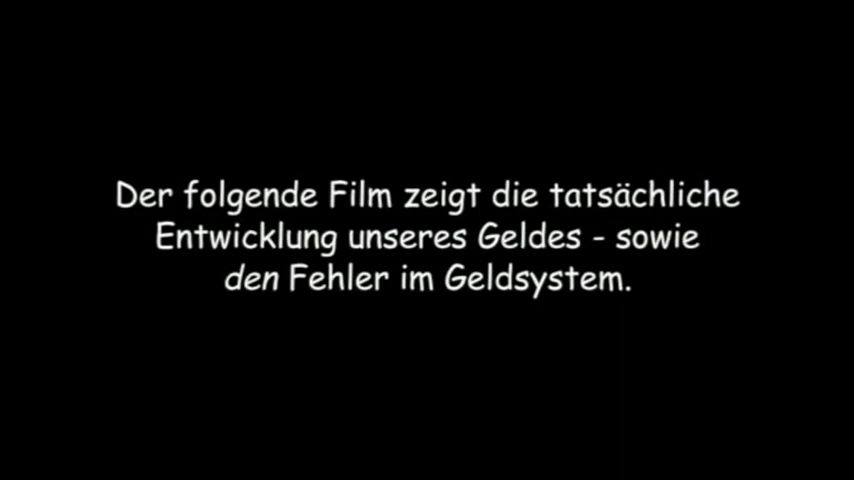 Der folgende Film zeigt die tatsächliche
Entwicklung unseres Geldes - sowie
den Fehler im Geldsystem.